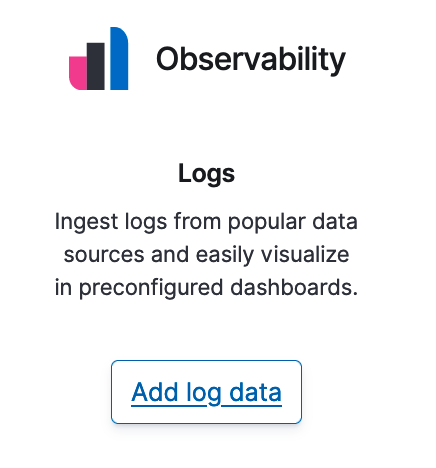 Observability
Logs
Ingest logs from popular data
sources and easily visualize
in preconfigured dashboards.
Add log data